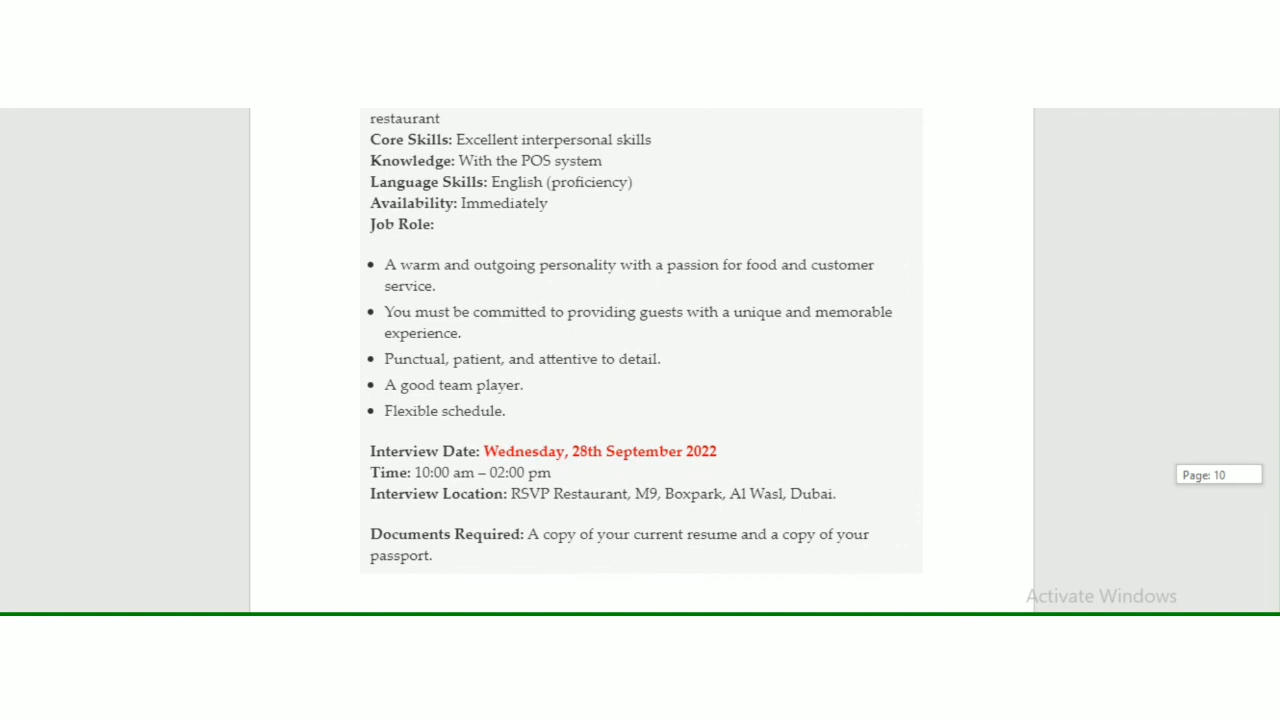 restaurant
Core Skills: Excellent interpersonal skills
Knowledge: With the POS system
Language Skills: English (proficiency)
Availability: Immediately
Job Role:
• A warm and outgoing personality with a passion for food and customer
service.
• You must be committed to providing guests with a unique and memorable
experience.
• Punctual, patient, and attentive to detail.
• A good team player.
• Flexible schedule.
Interview Date: Wednesday, 28th September 2022
Time: 10:00 am – 02:00 pm
Interview Location: RSVP Restaurant, M9, Boxpark, Al Wasl, Dubai.
Documents Required: A copy of your current resume and a copy of your
passport.
Page: 10
Activate Windows